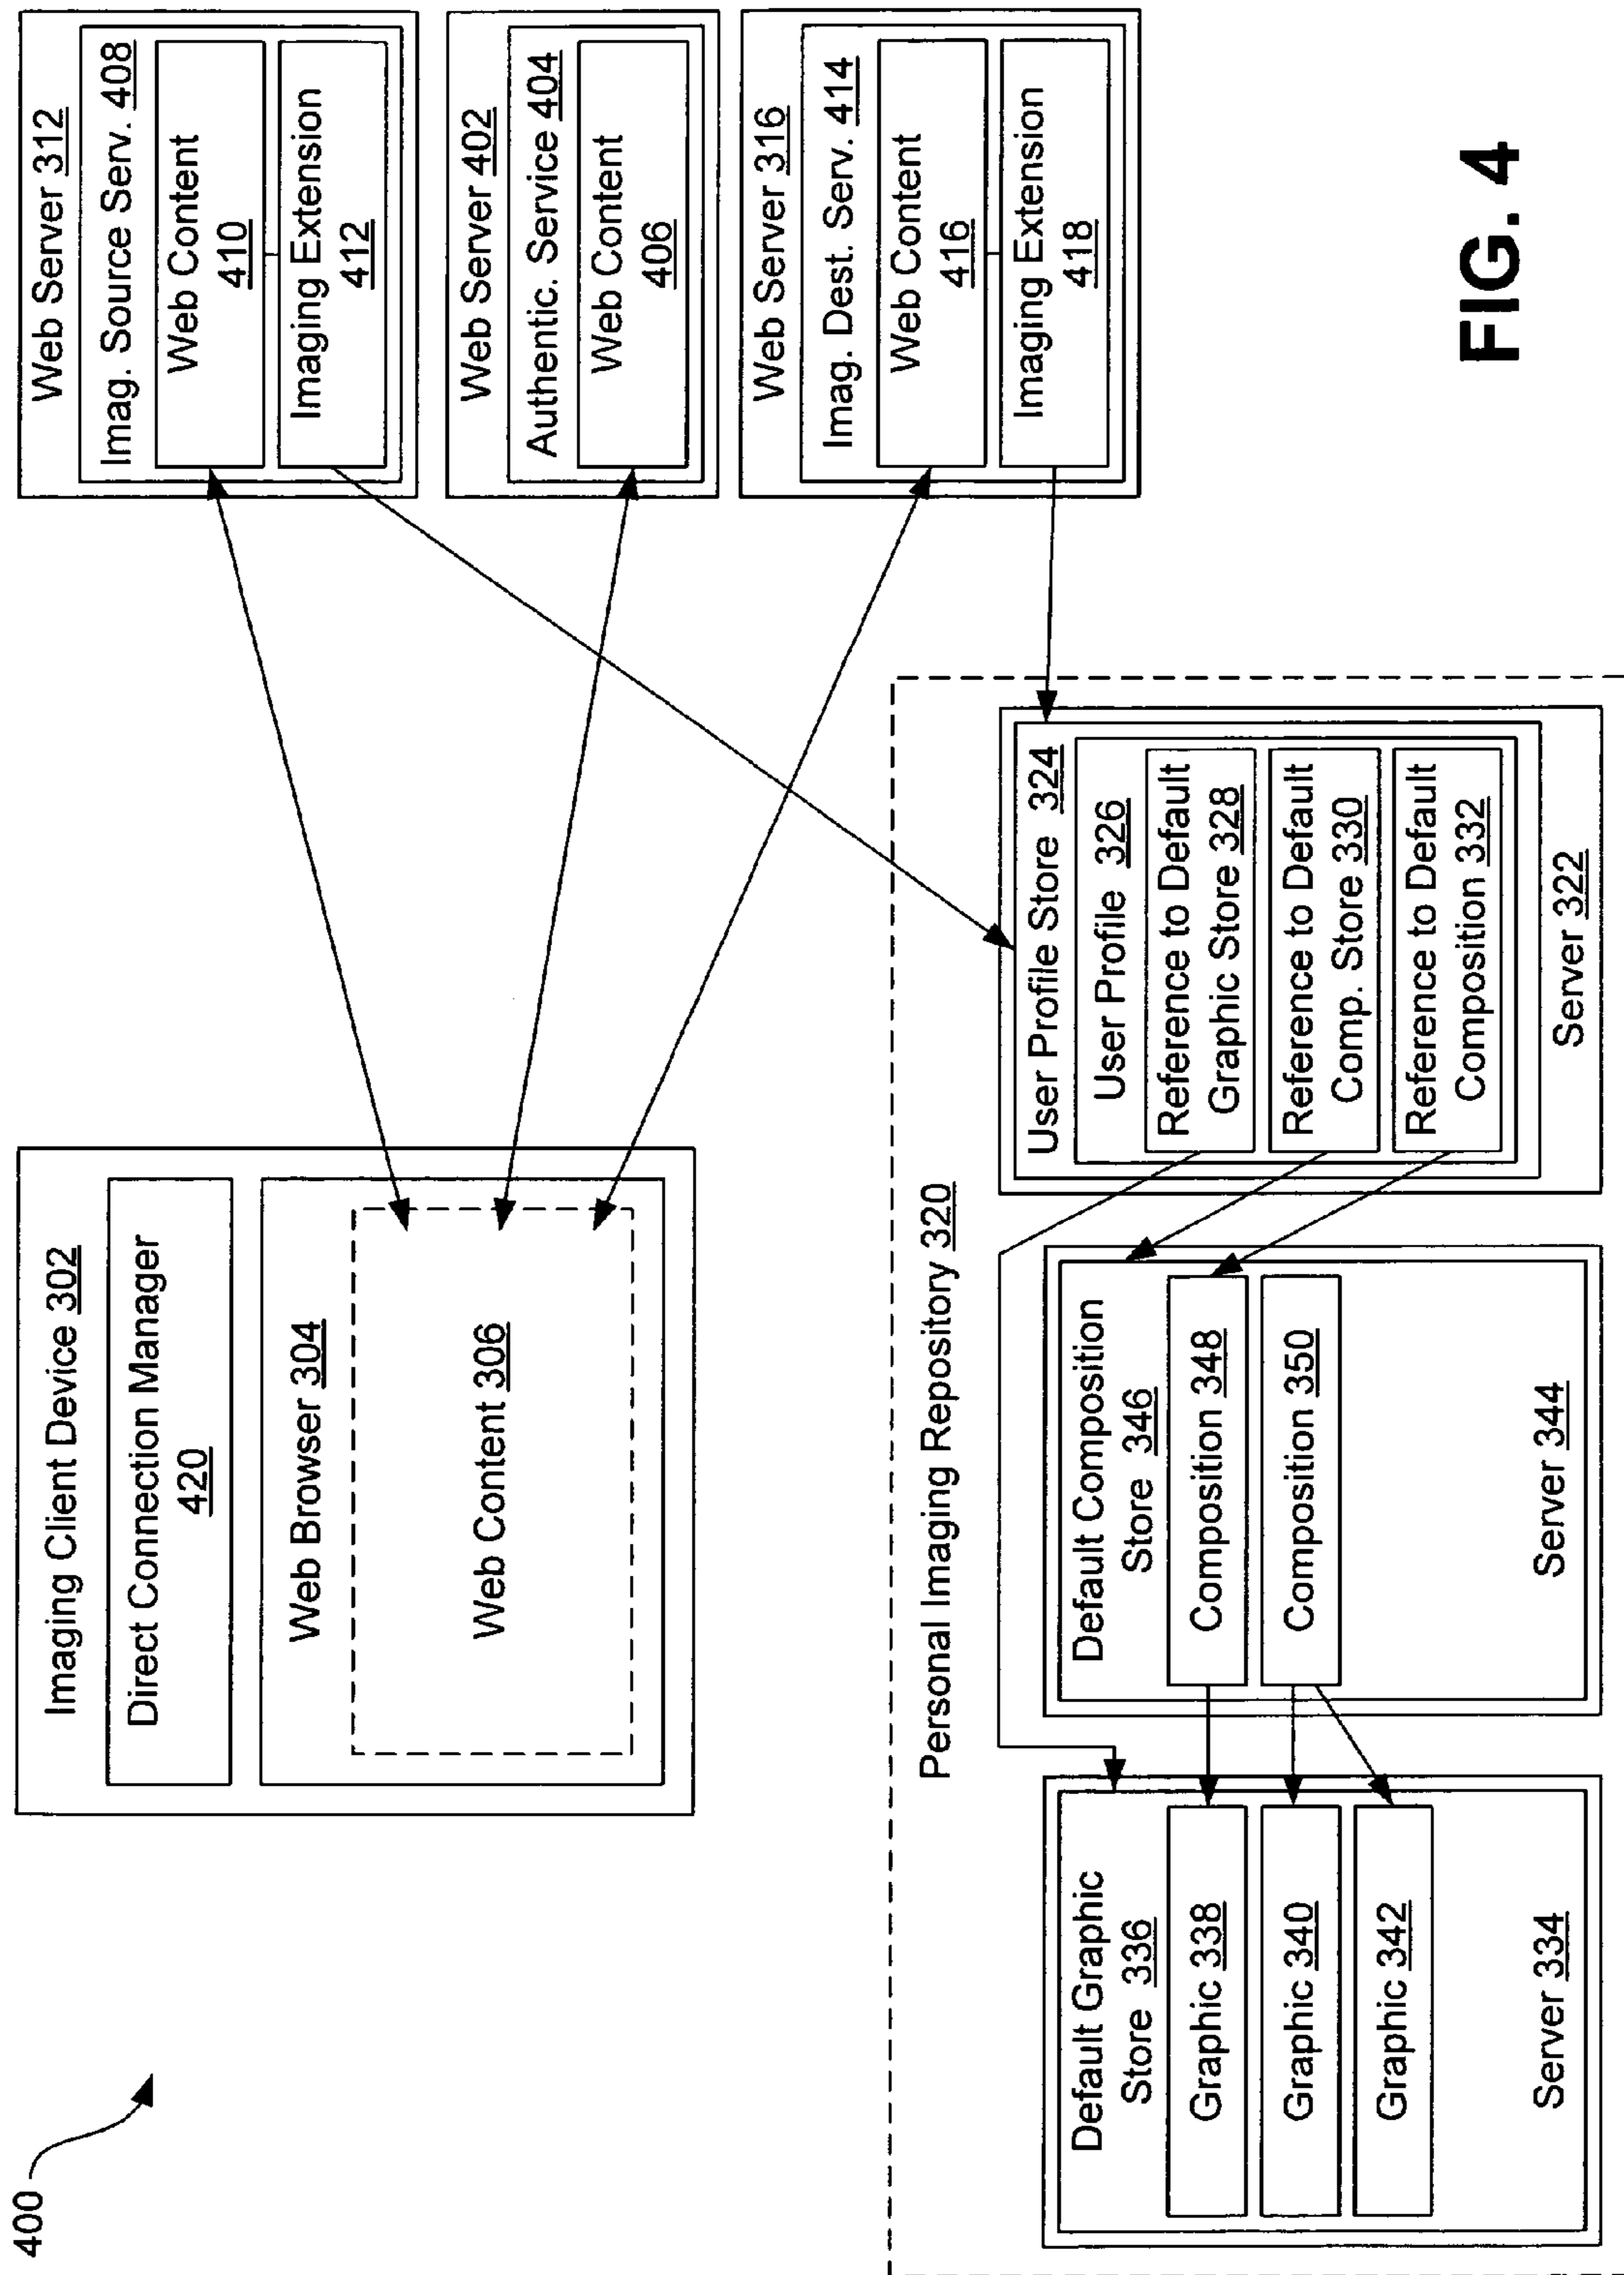 400
Imaging Client Device 302
Direct Connection Manager
420
Web Browser 304
Web Content 306
Web Server 312
Imag. Source Serv. 408
Web Content
410
Imaging Extension
412
Web Server 402
Authentic. Service 404
Web Content
406
Web Server 316
Imag. Dest. Serv. 414
Web Content
416
Imaging Extension
418
Personal Imaging Repository 320
Default Graphic
Store 336
Graphic 338
Graphic 340
Graphic 342
Server 334
Default Composition
Store 346
Composition 348
Composition 350
Server 344
User Profile Store 324
User Profile 326
Reference to Default
Graphic Store 328
Reference to Default
Comp. Store 330
Reference to Default
Composition 332
Server 322
FIG. 4